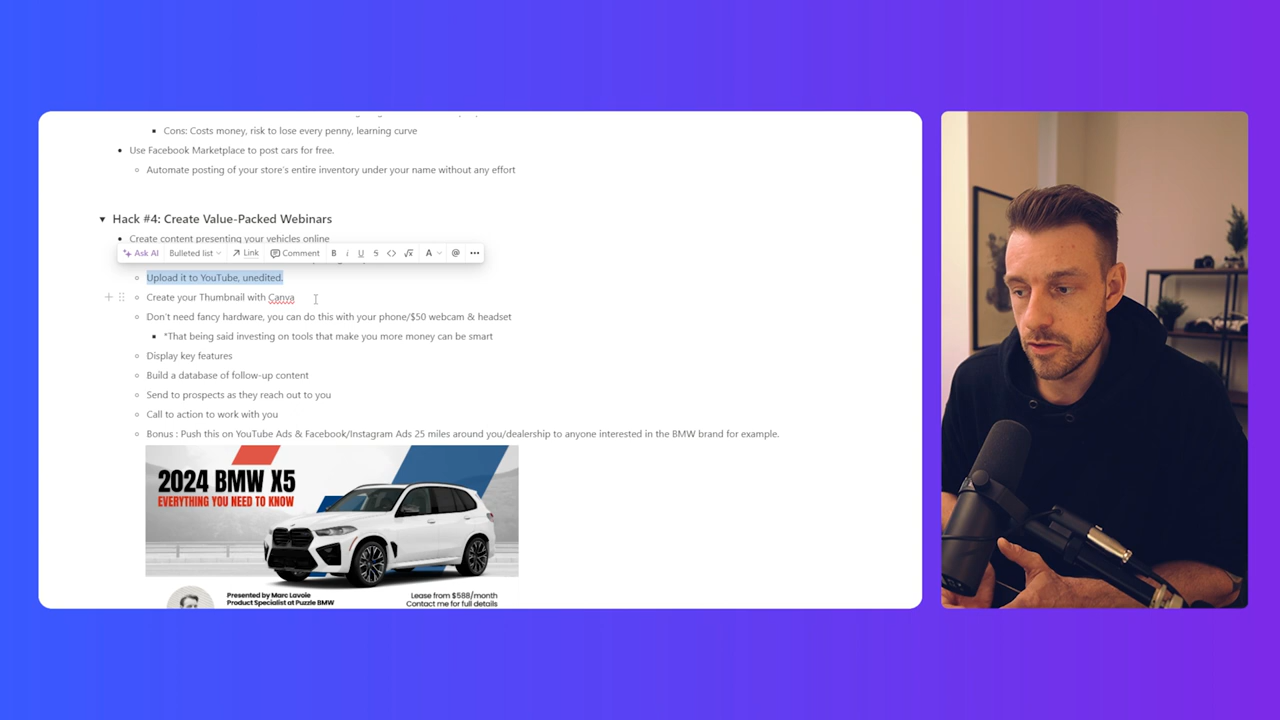 Cons: Costs money, risk to lose every penny, learning curve
Use Facebook Marketplace to post cars for free.
Automate posting of your store's entire inventory under your name without any effort
Hack #4: Create Value-Packed Webinars
Create content presenting your vehicles online
Ask AI Bulleted list Link Comment B i U S <> √x A @ •••
Upload it to YouTube, unedited.
Create your Thumbnail with Canva
Don't need fancy hardware, you can do this with your phone/$50 webcam & headset
*That being said investing on tools that make you more money can be smart
Display key features
Build a database of follow-up content
Send to prospects as they reach out to you
Call to action to work with you
Bonus : Push this on YouTube Ads & Facebook/Instagram Ads 25 miles around you/dealership to anyone interested in the BMW brand for example.
2024 BMW X5
EVERYTHING YOU NEED TO KNOW
Presented by Marc Lavoie
Product Specialist at Puzzle BMW
Lease from $588/month
Contact me for full details